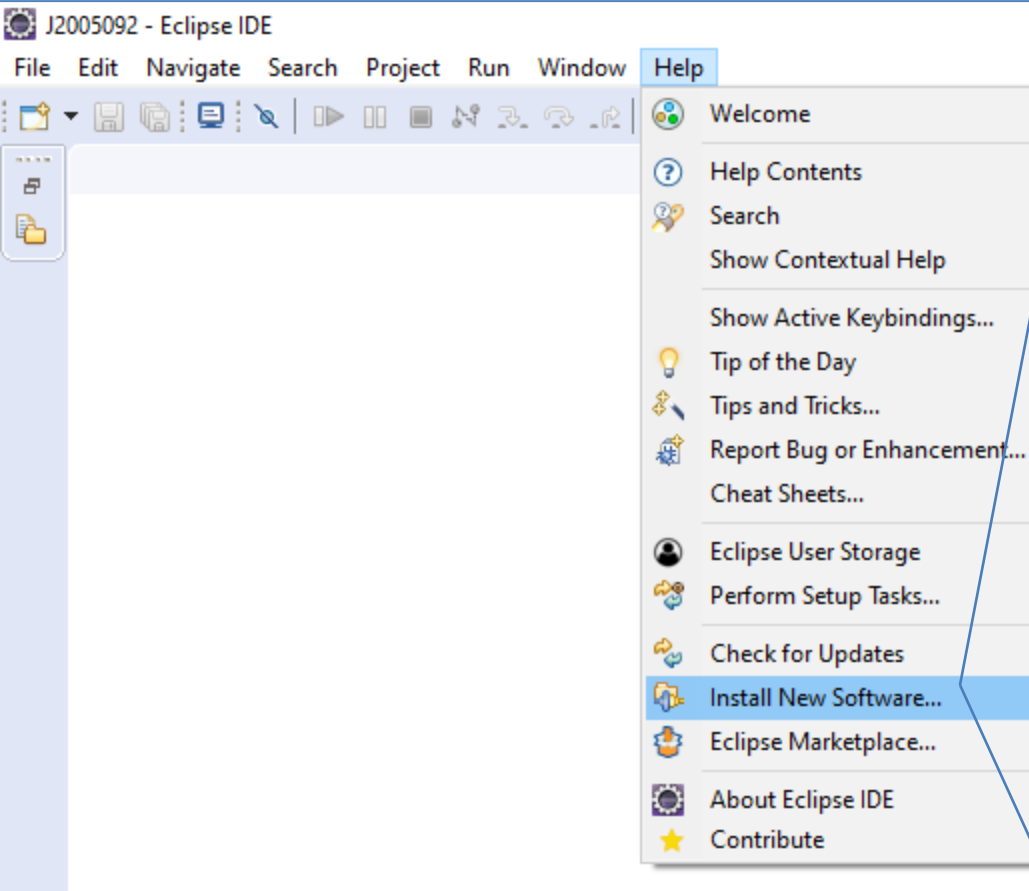 J2005092 - Eclipse IDE
File Edit Navigate Search Project Run Window Help
Welcome
Help Contents
Search
Show Contextual Help
Show Active Keybindings...
Tip of the Day
Tips and Tricks...
Report Bug or Enhancement...
Cheat Sheets...
Eclipse User Storage
Perform Setup Tasks...
Check for Updates
Install New Software...
Eclipse Marketplace...
About Eclipse IDE
Contribute